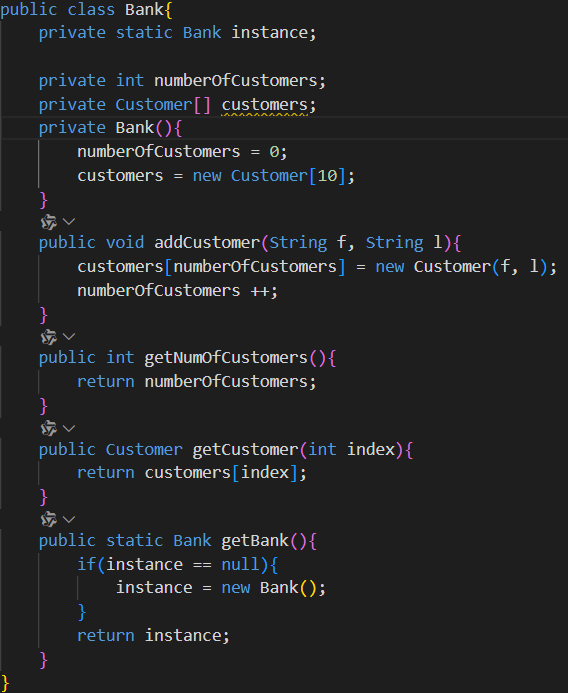 public class Bank{
    private static Bank instance;

    private int numberOfCustomers;
    private Customer[] customers;
    private Bank(){
        numberOfCustomers = 0;
        customers = new Customer[10];
    }
    public void addCustomer(String f, String l){
        customers[numberOfCustomers] = new Customer(f, l);
        numberOfCustomers ++;
    }
    public int getNumOfCustomers(){
        return numberOfCustomers;
    }
    public Customer getCustomer(int index){
        return customers[index];
    }
    public static Bank getBank(){
        if(instance == null){
            instance = new Bank();
        }
        return instance;
    }
}